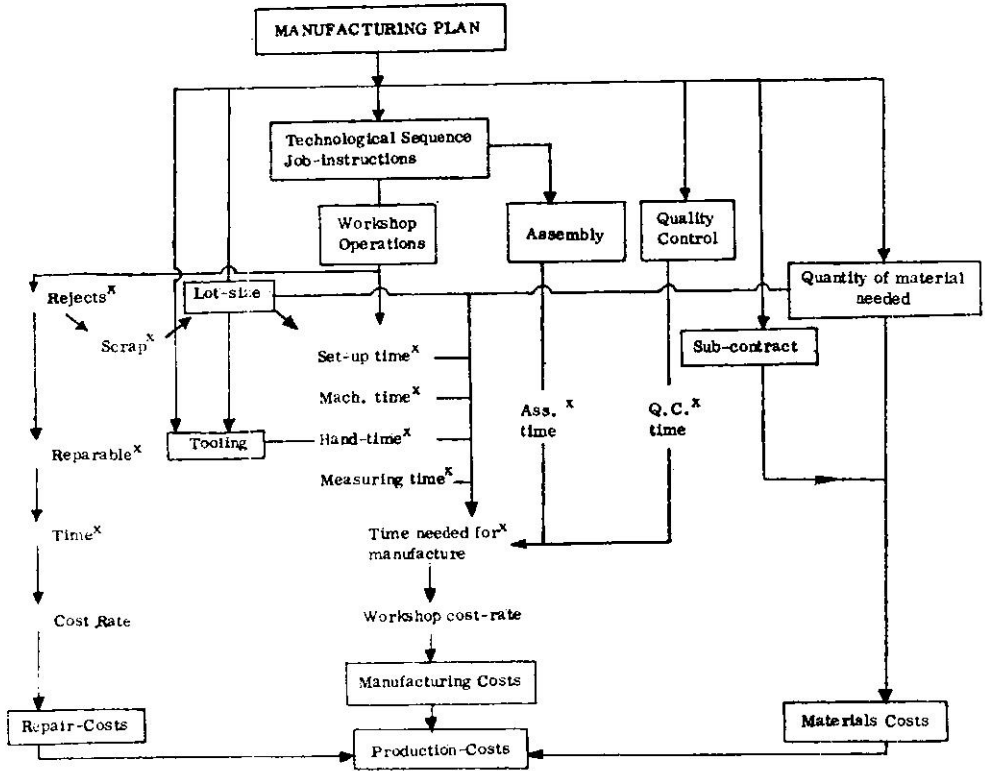 MANUFACTURING PLAN
Technological Sequence
Job-instructions
Workshop
Operations
Assembly
Quality
Control
Quantity of material
needed
Rejects^x
Lot-size
Scrap^x
Sub-contract
Set-up time^x
Mach. time^x
Ass. ^x
time
Q.C.^x
time
Tooling
Hand-time^x
Reparable^x
Measuring time^x
Time^x
Time needed for^x
manufacture
Cost Rate
Workshop cost-rate
Manufacturing Costs
Repair-Costs
Materials Costs
Production-Costs